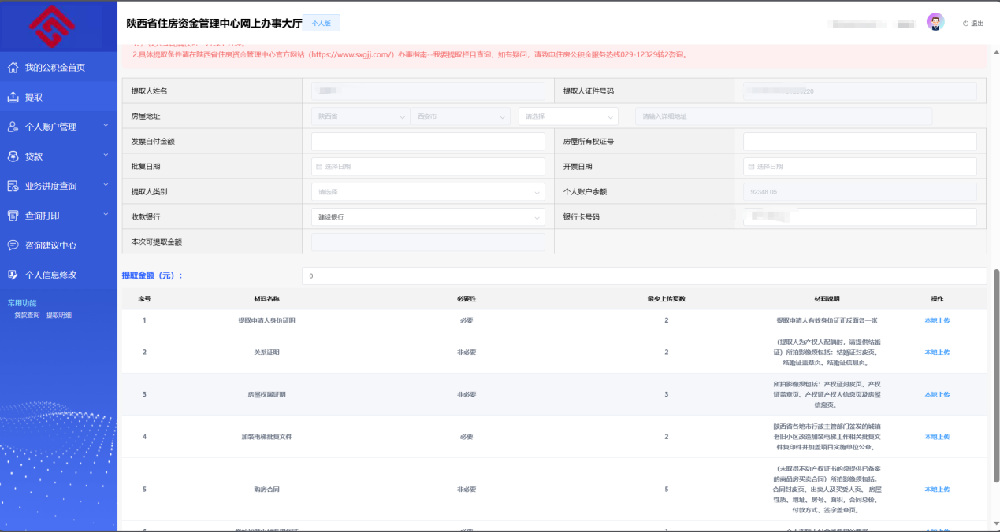 陕西省住房资金管理中心网上办事大厅 个人版 退出
我的公积金首页
提取
个人账户管理
贷款
业务进度查询
查询打印
咨询建议中心
个人信息修改
常用功能
贷款查询 提取明细
2.具体提取条件请在陕西省住房资金管理中心官方网站（https://www.sxgjj.com/）办事指南--我要提取栏目查询，如有疑问，请致电住房公积金服务热线029-12329转2咨询。
提取人姓名 提取人证件号码
房屋地址 陕西省 西安市 请选择 请输入详细地址
发票自付金额 房屋所有权证号
批复日期 选择日期 开票日期 选择日期
提取人类别 请选择 个人账户余额 92348.05
收款银行 建设银行 银行卡号码
本次可提取金额
提取金额（元）： 0
序号 材料名称 必要性 最少上传页数 材料说明 操作
1 提取申请人身份证明 必要 2 提取申请人有效身份证正反面各一张 本地上传
2 关系证明 非必要 2 （提取人为产权人配偶时，请提供结婚
证）所拍影像须包括：结婚证封皮页、
结婚证盖章页、结婚证信息页。 本地上传
3 房屋权属证明 非必要 3 所拍影像须包括：产权证封皮页、产权
证盖章页、产权证产权人信息页及房屋
信息页。 本地上传
4 加装电梯批复文件 必要 2 陕西省各地市行政主管部门签发的城镇
老旧小区改造加装电梯工作相关批复文
件复印件并加盖项目实施单位公章。 本地上传
5 购房合同 非必要 5 （未取得不动产权证书的须提供已备案
的商品房买卖合同）所拍影像须包括：
合同封皮页、出卖人及买受人页、房屋
性质、地址、房号、面积，合同总价、
付款方式、签字盖章页。 本地上传